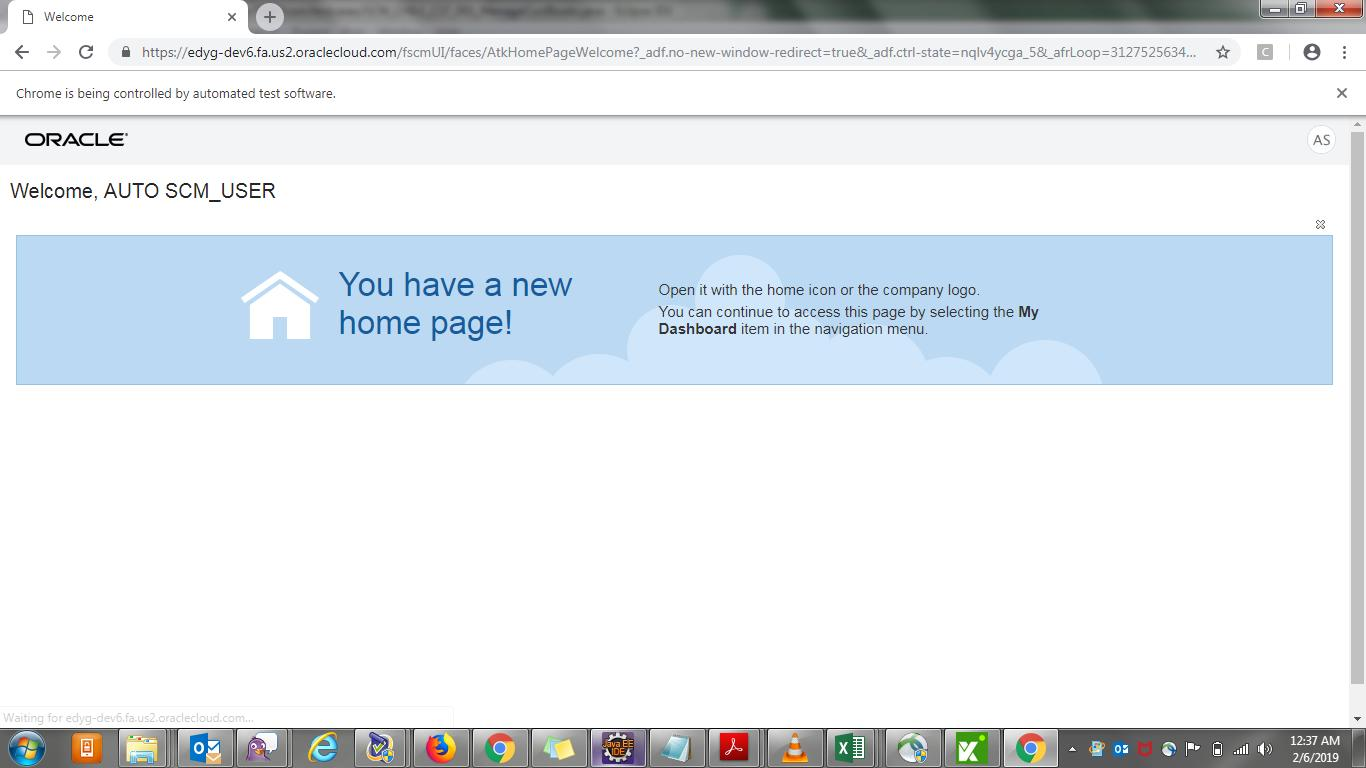 Welcome
https://edyg-dev6.fa.us2.oraclecloud.com/fscmUI/faces/AtkHomePageWelcome?_adf.no-new-window-redirect=true&_adf.ctrl-state=nqlv4ycga_5&_afrLoop=3127525634...
C
Chrome is being controlled by automated test software.
ORACLE
AS
Welcome, AUTO SCM_USER
You have a new
home page!
Open it with the home icon or the company logo.
You can continue to access this page by selecting the My
Dashboard item in the navigation menu.
Waiting for edyg-dev6.fa.us2.oraclecloud.com...
Java EE
IDE
12:37 AM
2/6/2019